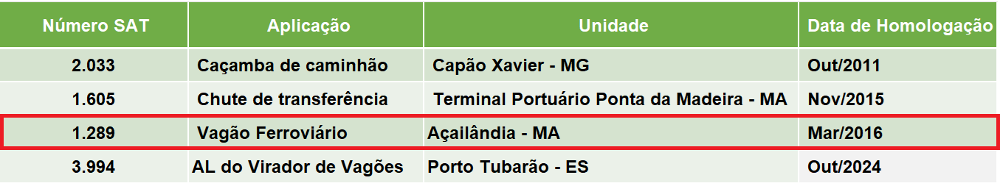 Número SAT Aplicação Unidade Data de Homologação
2.033 Caçamba de caminhão Capão Xavier - MG Out/2011
1.605 Chute de transferência Terminal Portuário Ponta da Madeira - MA Nov/2015
1.289 Vagão Ferroviário Açailândia - MA Mar/2016
3.994 AL do Virador de Vagões Porto Tubarão - ES Out/2024